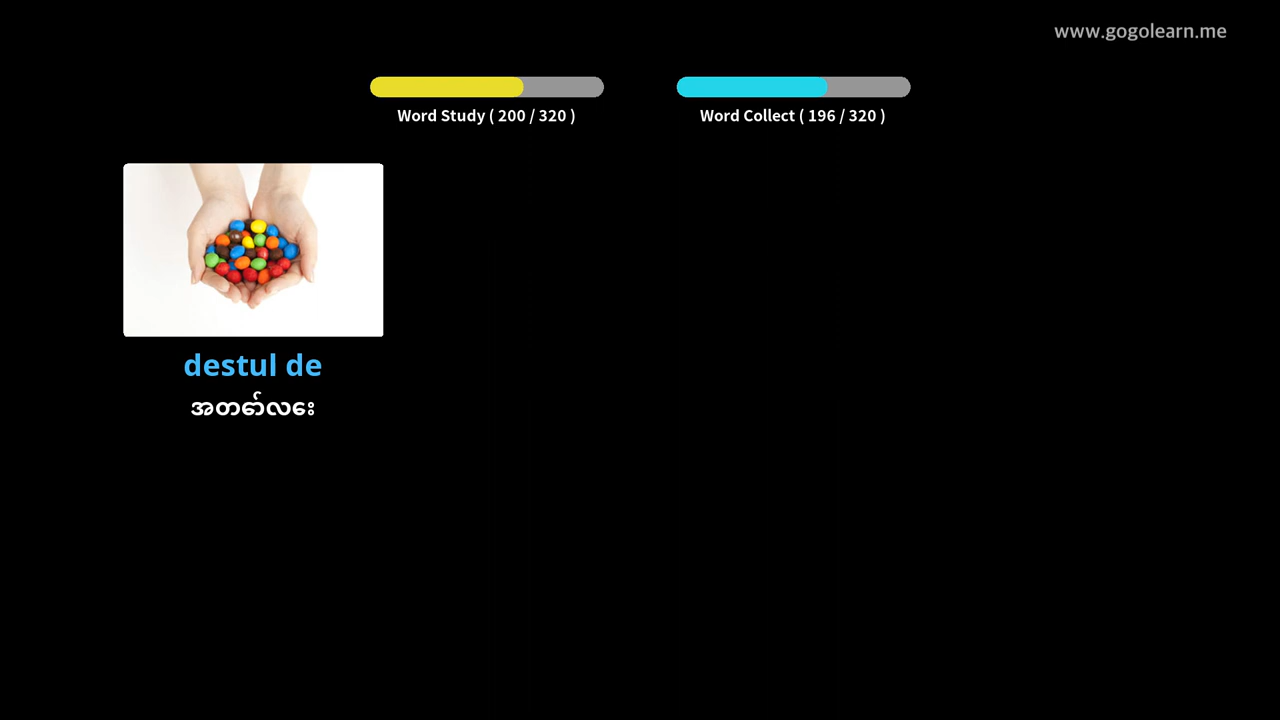 www.gogolearn.me
Word Study ( 200 / 320 )
Word Collect ( 196 / 320 )
destul de
အတော်လေး